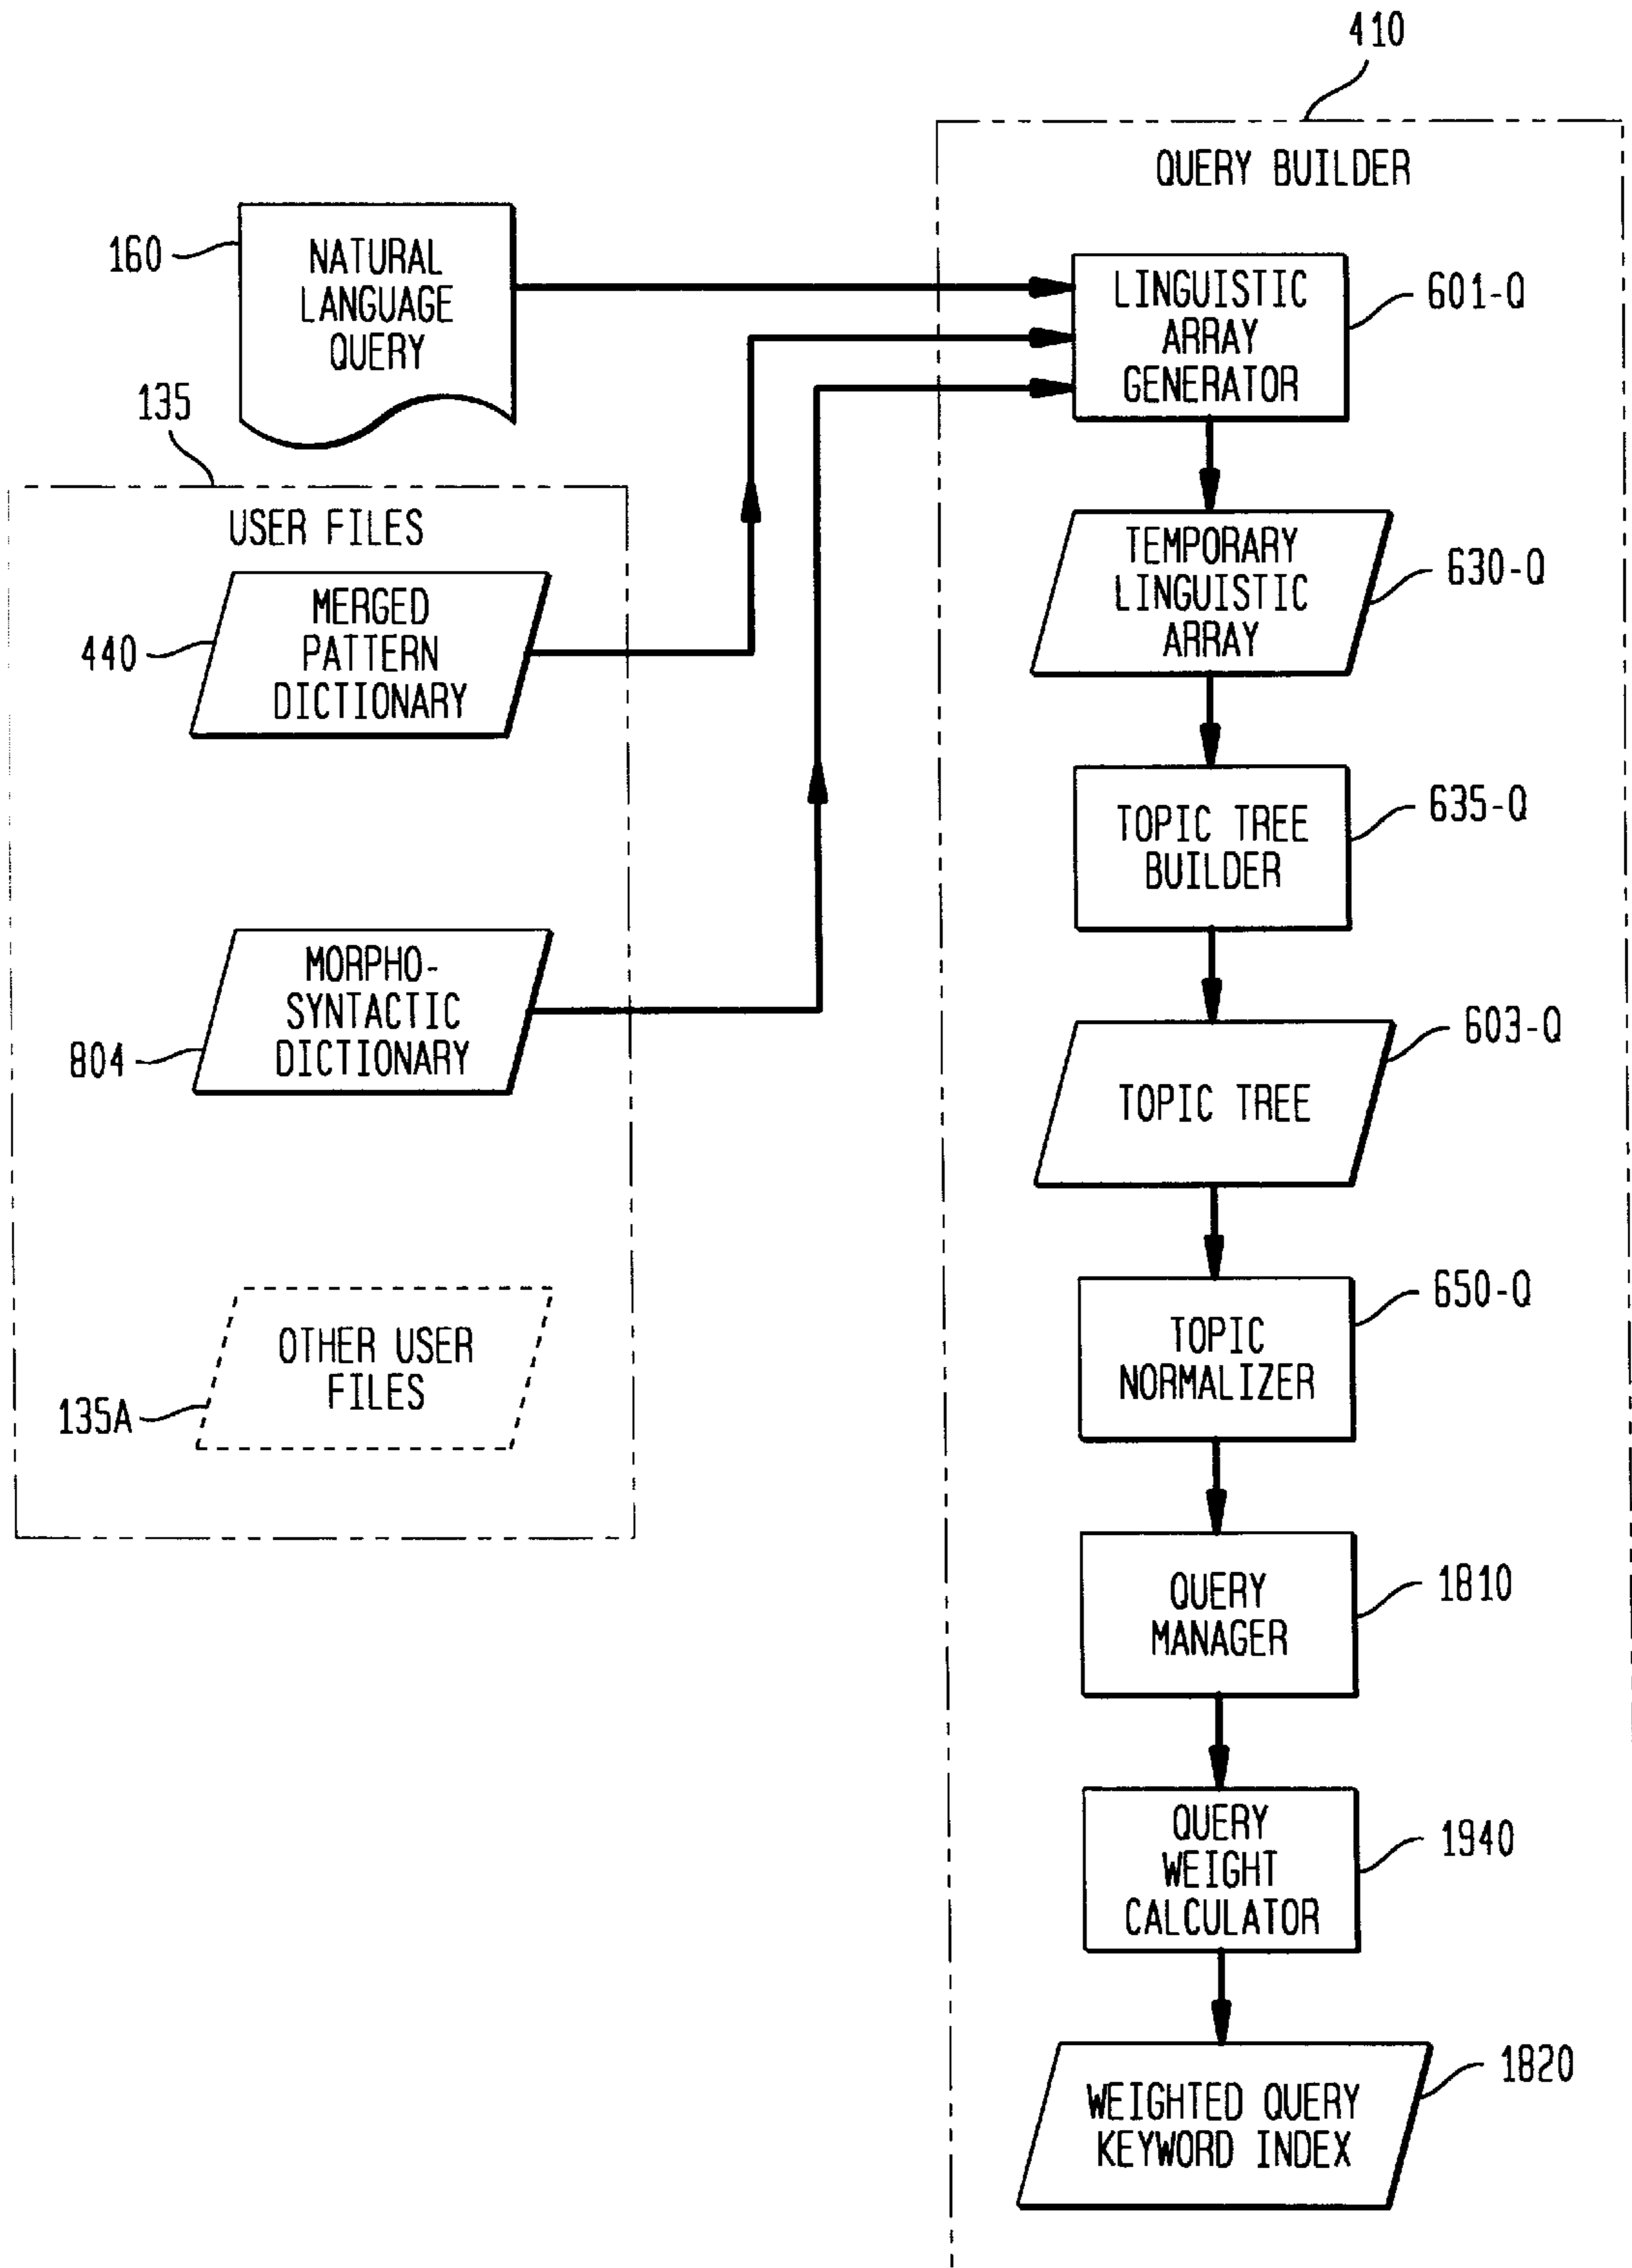 410
QUERY BUILDER
160
NATURAL
LANGUAGE
QUERY
LINGUISTIC
ARRAY
GENERATOR
601-Q
135
USER FILES
TEMPORARY
LINGUISTIC
ARRAY
630-Q
440
MERGED
PATTERN
DICTIONARY
TOPIC TREE
BUILDER
635-Q
804
MORPHO-
SYNTACTIC
DICTIONARY
TOPIC TREE
603-Q
135A
OTHER USER
FILES
TOPIC
NORMALIZER
650-Q
QUERY
MANAGER
1810
QUERY
WEIGHT
CALCULATOR
1940
WEIGHTED QUERY
KEYWORD INDEX
1820